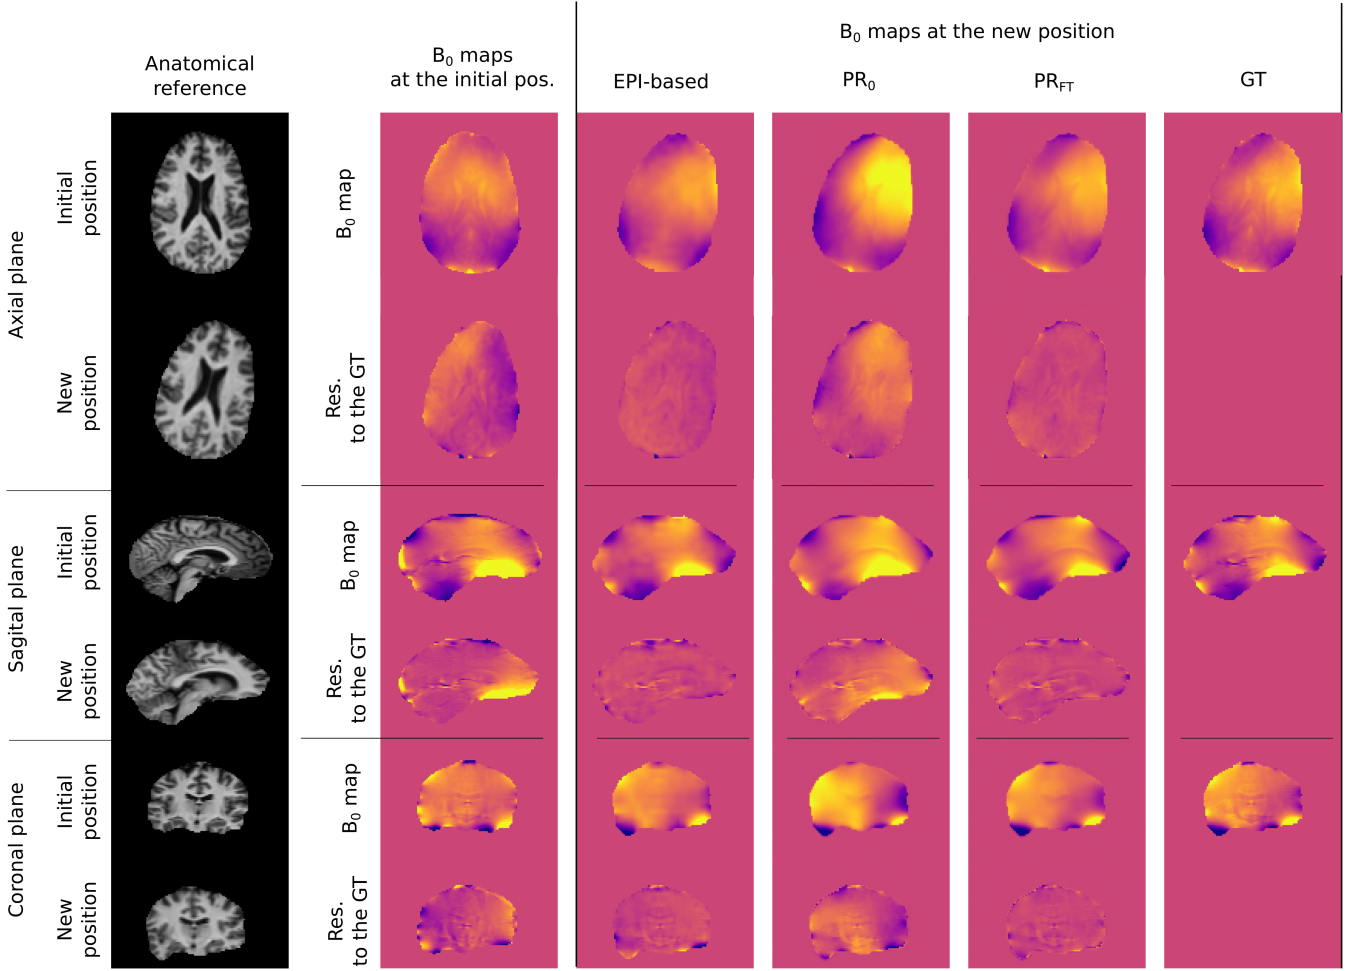 B₀ maps at the new position
Anatomical
reference
B₀ maps
at the initial pos.
EPI-based
PR₀
PR_FT
GT
Axial plane
Initial
position
B₀ map
New
position
Res.
to the GT
Sagital plane
Initial
position
B₀ map
New
position
Res.
to the GT
Coronal plane
Initial
position
B₀ map
New
position
Res.
to the GT